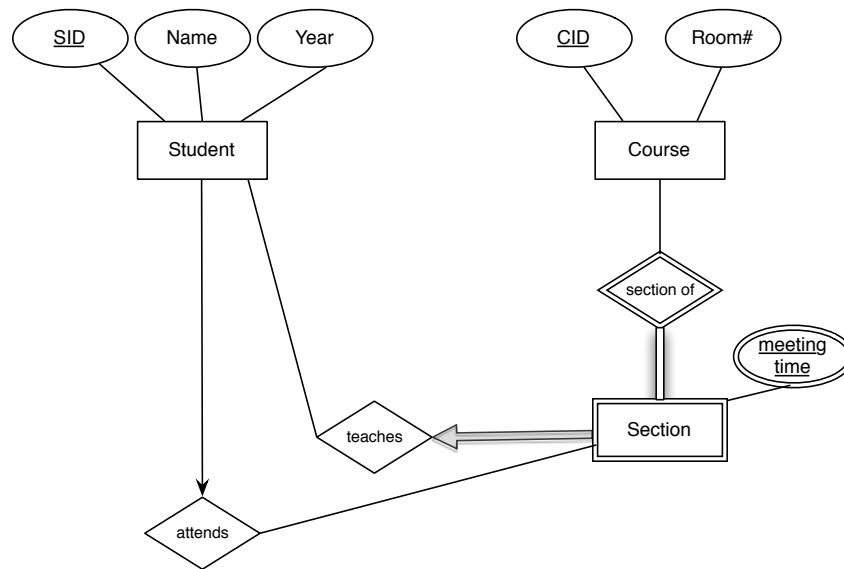 SID
Name
Year
CID
Room#
Student
Course
section of
meeting
time
teaches
Section
attends